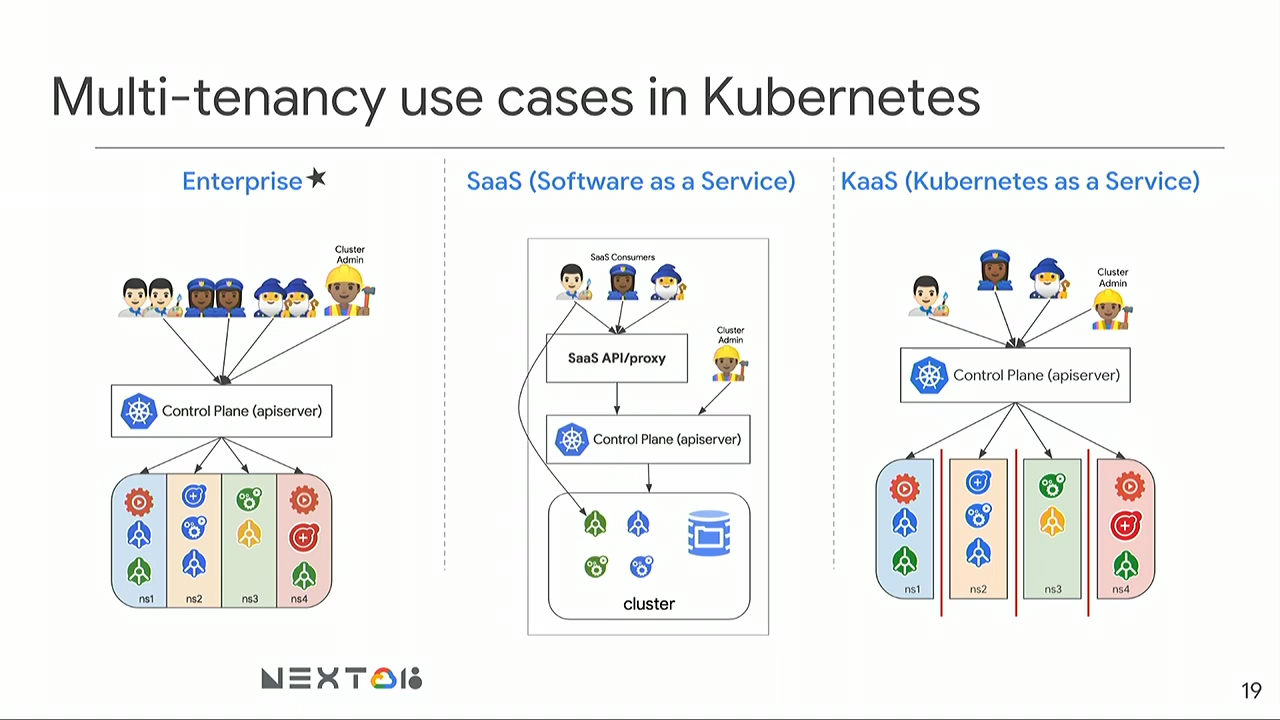 Multi-tenancy use cases in Kubernetes
Enterprise★
SaaS (Software as a Service)
KaaS (Kubernetes as a Service)
Cluster
Admin
Control Plane (apiserver)
ns1
ns2
ns3
ns4
SaaS Consumers
SaaS API/proxy
Cluster
Admin
Control Plane (apiserver)
cluster
Cluster
Admin
Control Plane (apiserver)
ns1
ns2
ns3
ns4
NEXT'18
19